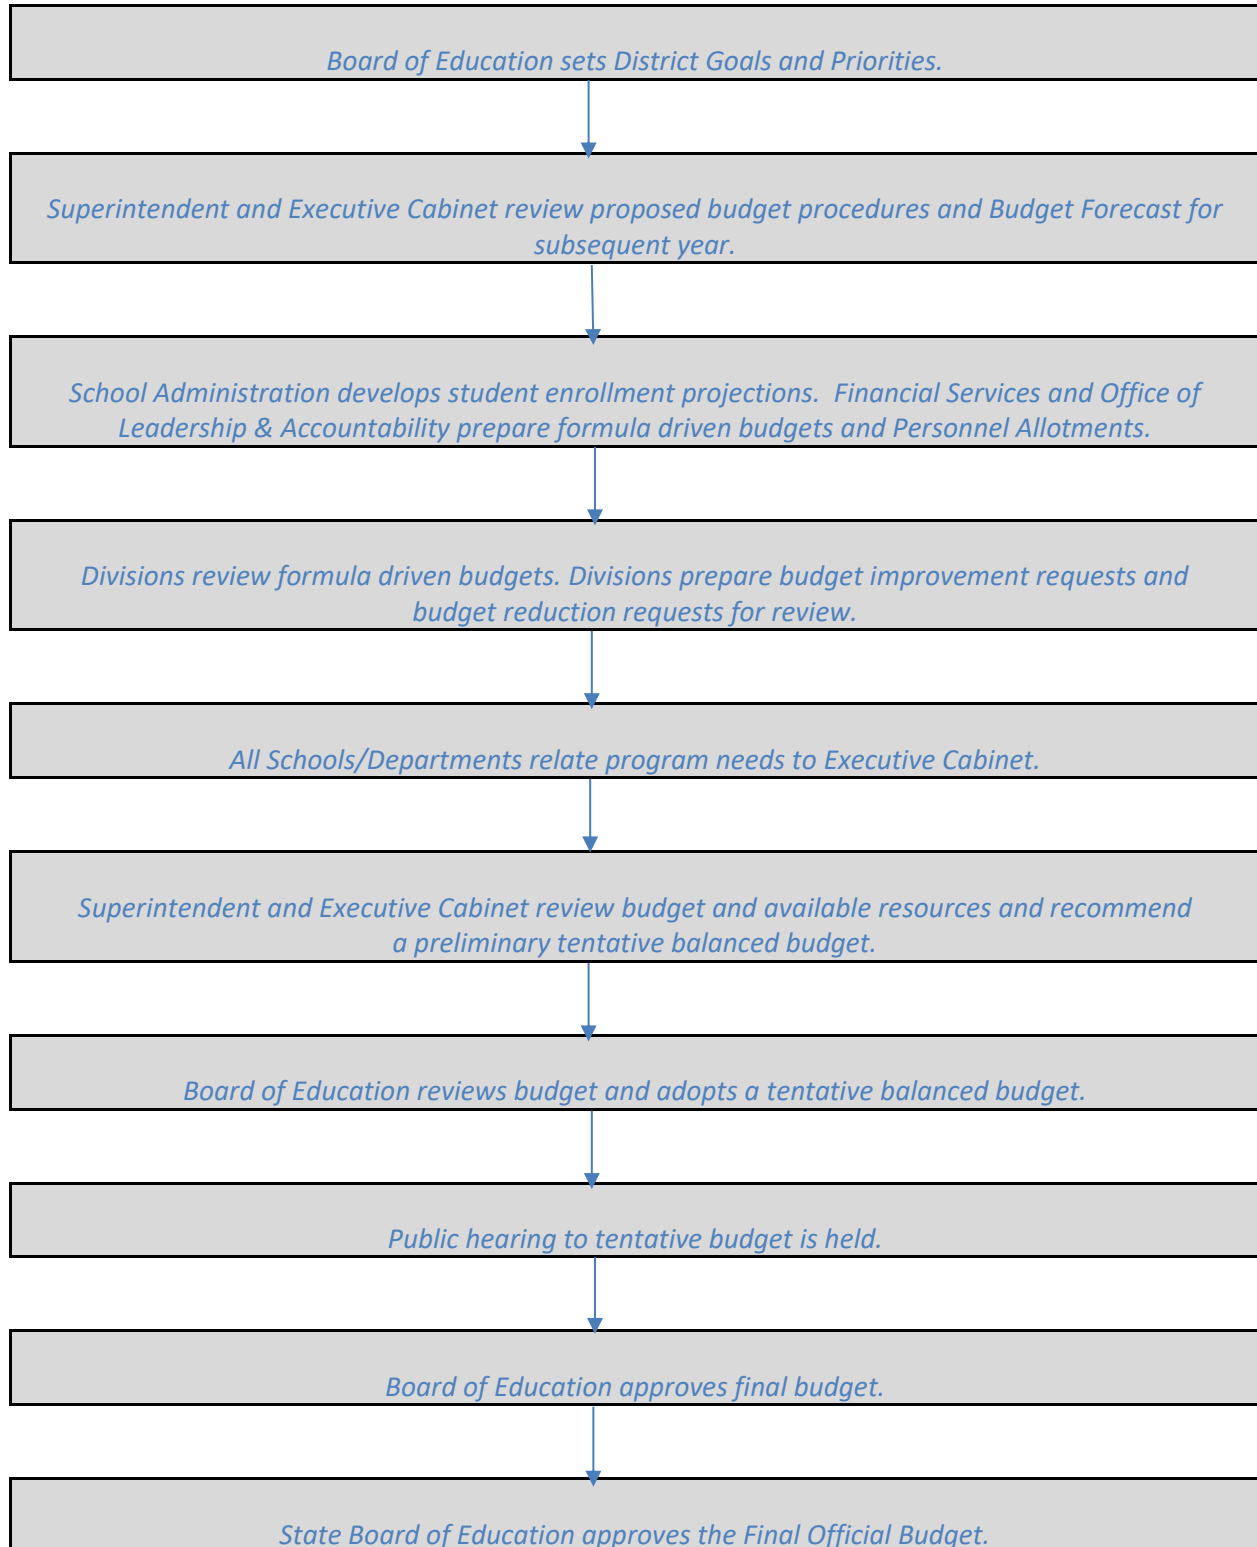 Board of Education sets District Goals and Priorities.
Superintendent and Executive Cabinet review proposed budget procedures and Budget Forecast for
subsequent year.
School Administration develops student enrollment projections.  Financial Services and Office of
Leadership & Accountability prepare formula driven budgets and Personnel Allotments.
Divisions review formula driven budgets. Divisions prepare budget improvement requests and
budget reduction requests for review.
All Schools/Departments relate program needs to Executive Cabinet.
Superintendent and Executive Cabinet review budget and available resources and recommend
a preliminary tentative balanced budget.
Board of Education reviews budget and adopts a tentative balanced budget.
Public hearing to tentative budget is held.
Board of Education approves final budget.
State Board of Education approves the Final Official Budget.